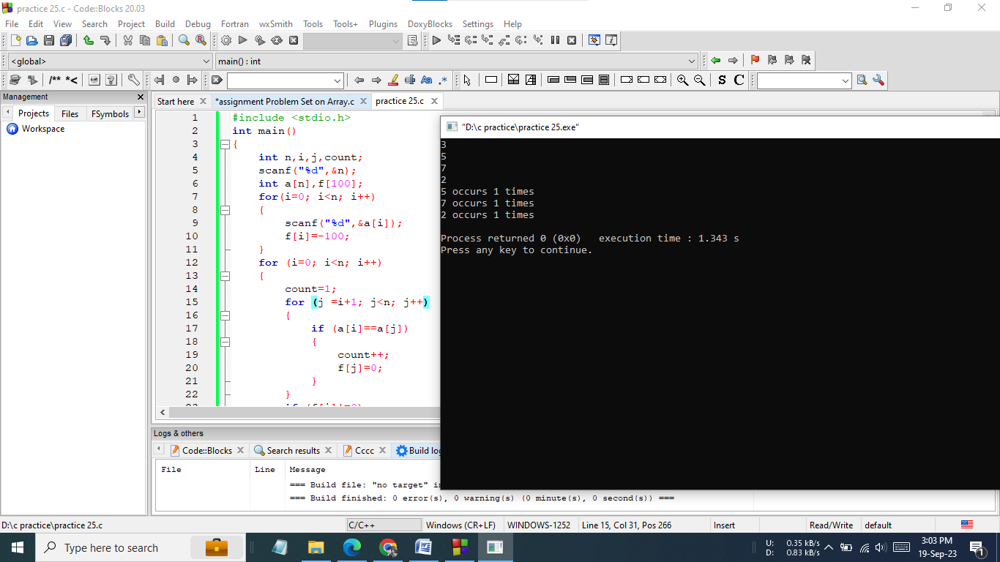 practice 25.c - Code::Blocks 20.03
File Edit View Search Project Build Debug Fortran wxSmith Tools Tools+ Plugins DoxyBlocks Settings Help
<global>
main() : int
/** *<
Aa .*
S C
Management
Projects Files FSymbols
Workspace
Start here *assignment Problem Set on Array.c practice 25.c
1 #include <stdio.h>
2 int main()
3 {
4 int n,i,j,count;
5 scanf("%d",&n);
6 int a[n],f[100];
7 for(i=0; i<n; i++)
8 {
9 scanf("%d",&a[i]);
10 f[i]=-100;
11 }
12 for (i=0; i<n; i++)
13 {
14 count=1;
15 for (j =i+1; j<n; j++)
16 {
17 if (a[i]==a[j])
18 {
19 count++;
20 f[j]=0;
21 }
22 }
"D:\c practice\practice 25.exe"
3
5
7
2
5 occurs 1 times
7 occurs 1 times
2 occurs 1 times
Process returned 0 (0x0) execution time : 1.343 s
Press any key to continue.
Logs & others
Code::Blocks Search results Cccc Build log
File Line Message
=== Build file: "no target" in
=== Build finished: 0 error(s), 0 warning(s) (0 minute(s), 0 second(s)) ===
D:\c practice\practice 25.c C/C++ Windows (CR+LF) WINDOWS-1252 Line 15, Col 31, Pos 266 Insert Read/Write default
Type here to search
U: 0.35 kB/s
D: 0.83 kB/s
3:03 PM
19-Sep-23
1